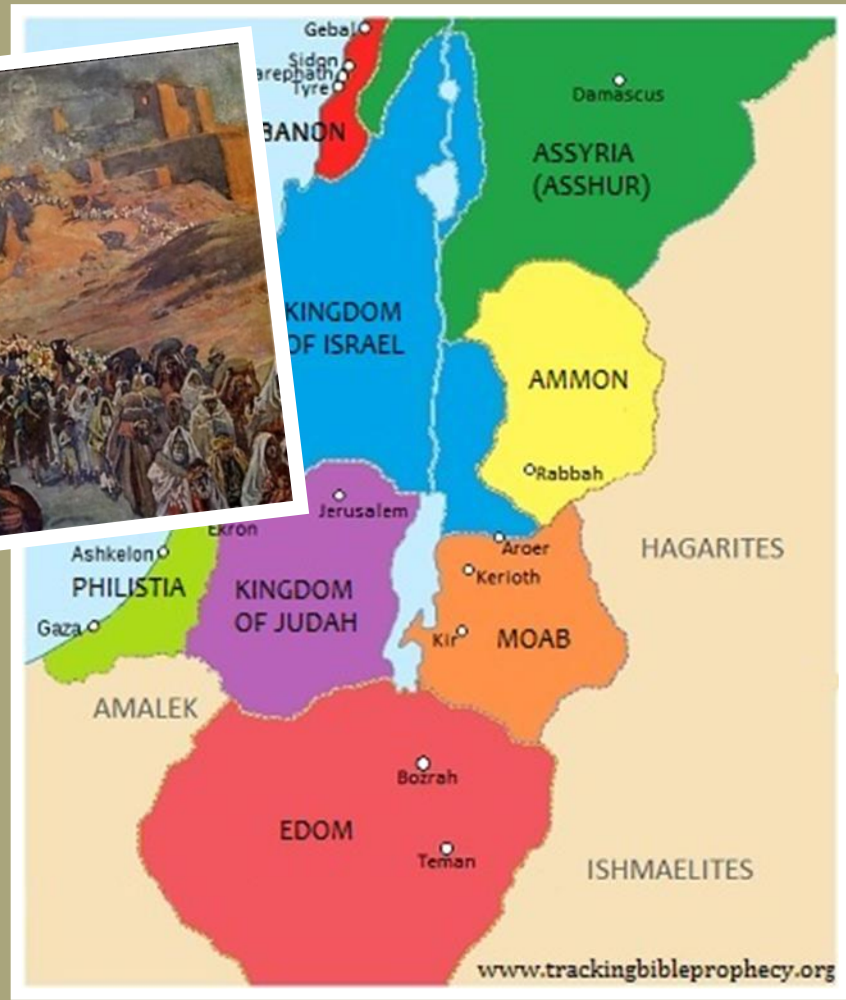 Gebal
Sidon
arephath
Tyre
BANON
Damascus
ASSYRIA
(ASSHUR)
KINGDOM
OF ISRAEL
AMMON
Rabbah
Jerusalem
Ekron
Ashkelon
PHILISTIA
Gaza
KINGDOM
OF JUDAH
Aroer
Kerioth
Kir
MOAB
HAGARITES
AMALEK
Bozrah
EDOM
Teman
ISHMAELITES
www.trackingbibleprophecy.org